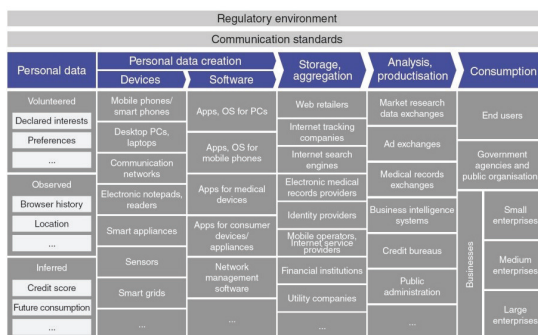 Regulatory environment
Communication standards
Personal data
Personal data creation
Devices
Software
Storage,
aggregation
Analysis,
productisation
Consumption
Volunteered
Declared interests
Preferences
...
Observed
Browser history
Location
...
Inferred
Credit score
Future consumption
...
Mobile phones/
smart phones
Desktop PCs,
laptops
Communication
networks
Electronic notepads,
readers
Smart appliances
Sensors
Smart grids
...
Apps, OS for PCs
Apps, OS for
mobile phones
Apps for medical
devices
Apps for consumer
devices/
appliances
Network
management
software
...
Web retailers
Internet tracking
companies
Internet search
engines
Electronic medical
records providers
Identity providers
Mobile operators,
Internet service
providers
Financial institutions
Utility companies
...
Market research
data exchanges
Ad exchanges
Medical records
exchanges
Business intelligence
systems
Credit bureaus
Public
administration
...
End users
Government
agencies and
public organisation
Businesses
Small
enterprises
Medium
enterprises
Large
enterprises